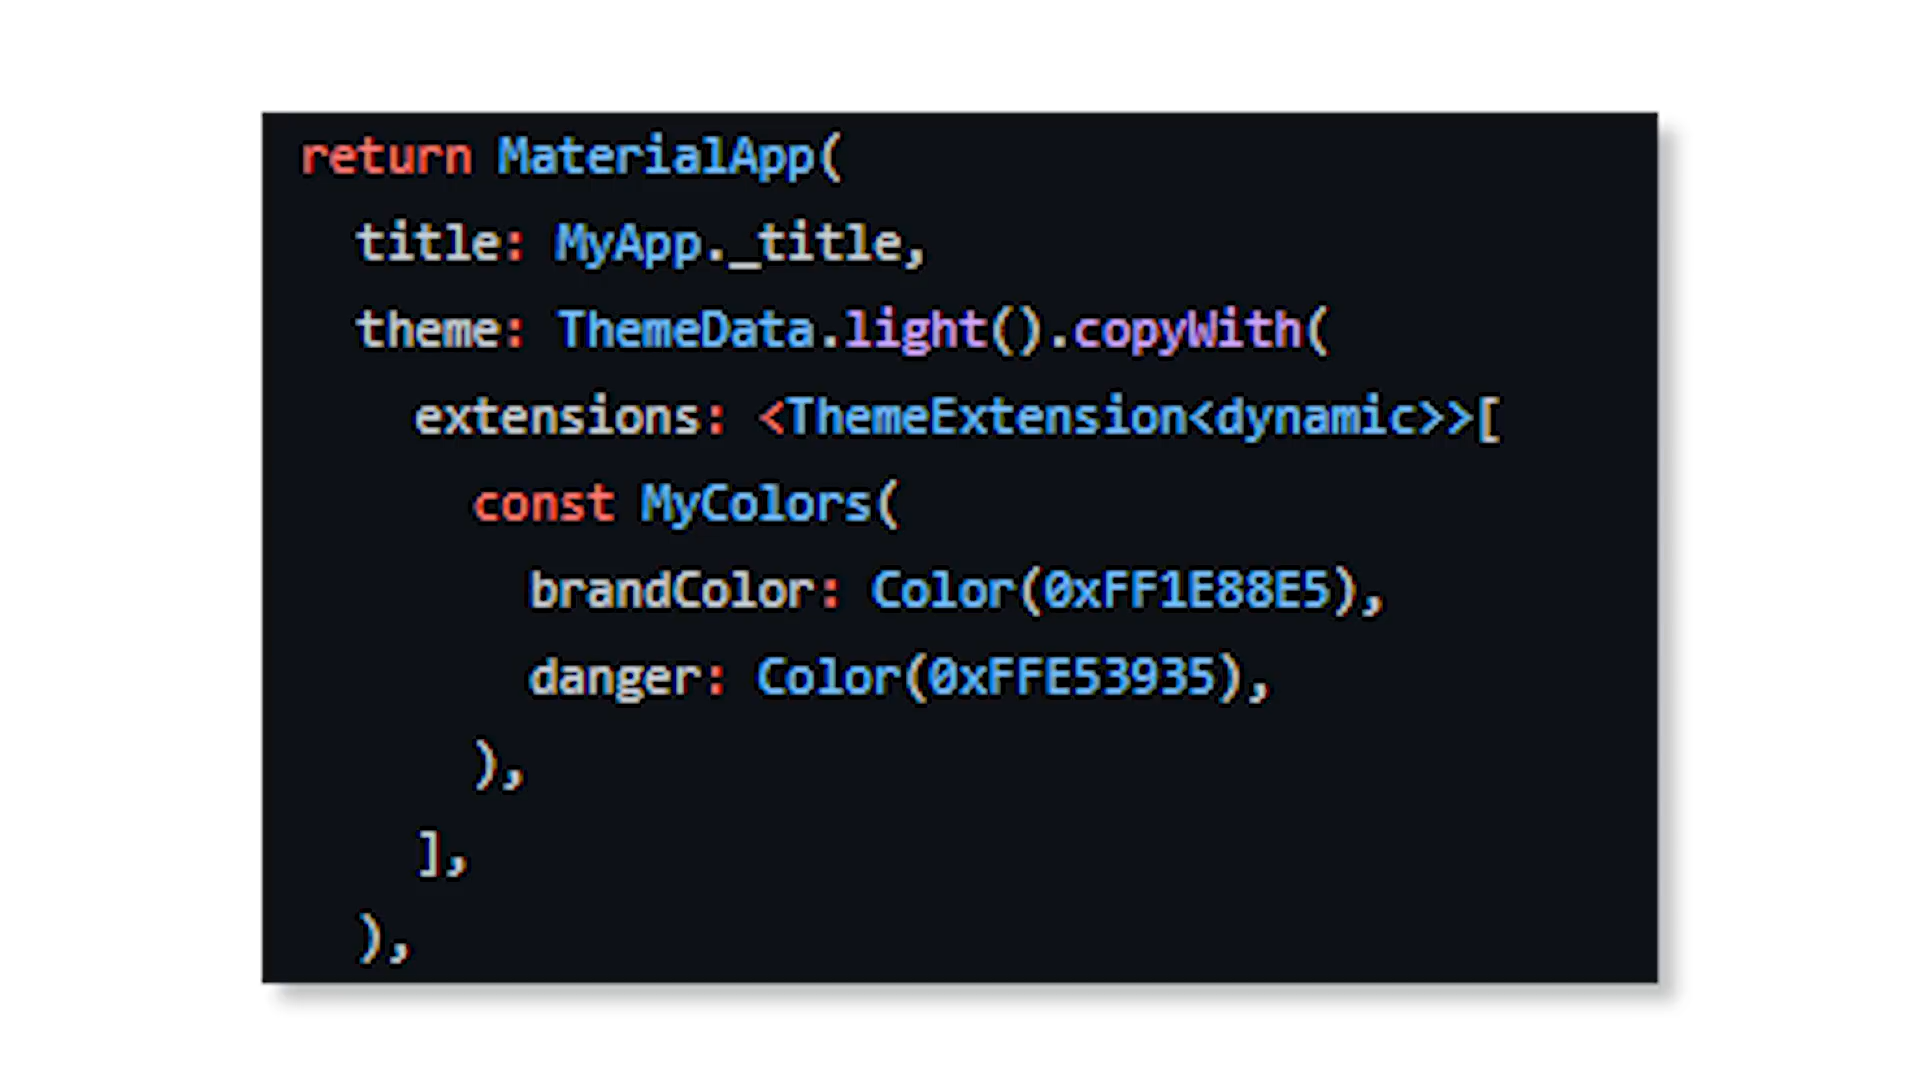 return MaterialApp(
title: MyApp._title,
theme: ThemeData.light().copyWith(
extensions: <ThemeExtension<dynamic>>[
const MyColors(
brandColor: Color(0xFF1E88E5),
danger: Color(0xFFE53935),
),
],
),